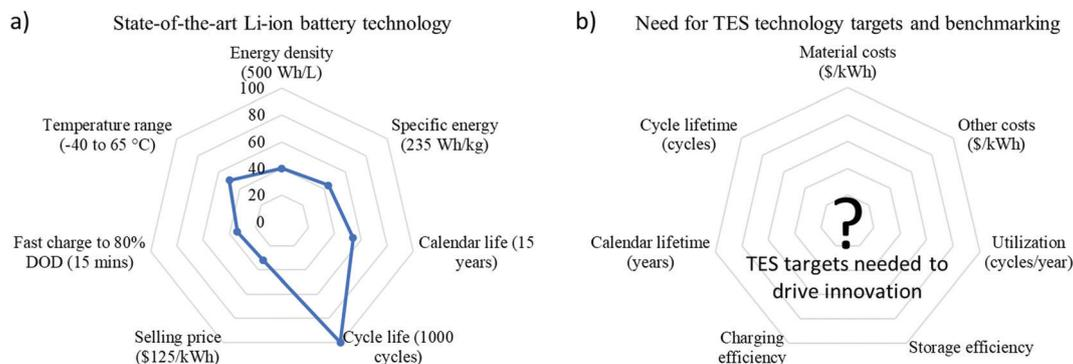 a)
State-of-the-art Li-ion battery technology
Energy density
(500 Wh/L)
100
80
60
40
20
0
Specific energy
(235 Wh/kg)
Calendar life (15
years)
Cycle life (1000
cycles)
Selling price
($125/kWh)
Fast charge to 80%
DOD (15 mins)
Temperature range
(-40 to 65 °C)
b)
Need for TES technology targets and benchmarking
Material costs
($/kWh)
Other costs
($/kWh)
Utilization
(cycles/year)
Storage efficiency
Charging
efficiency
Calendar lifetime
(years)
Cycle lifetime
(cycles)
?
TES targets needed to
drive innovation